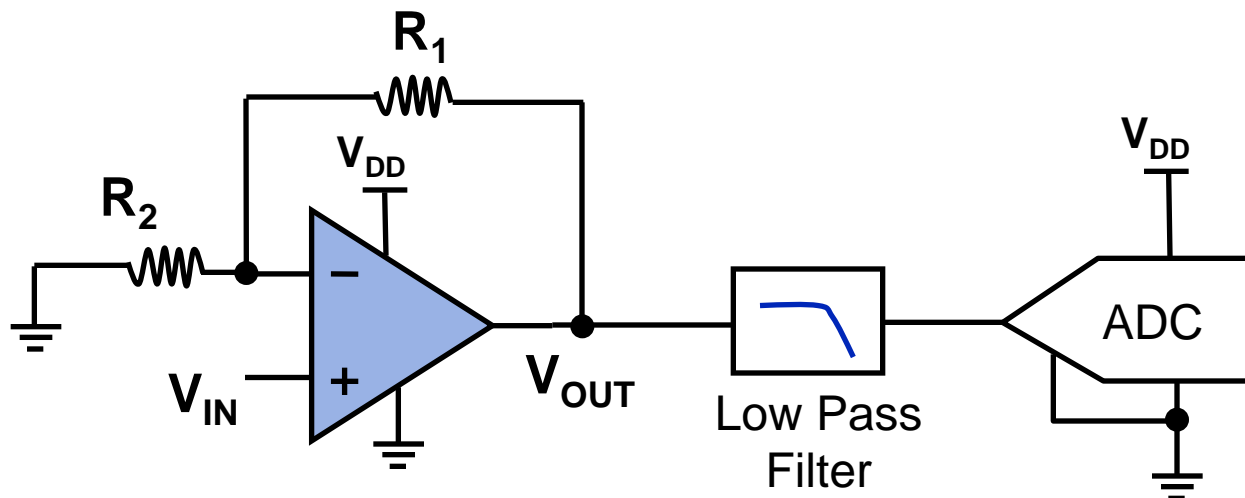 R1
VDD
VDD
R2
−
ADC
+
VIN
VOUT
Low Pass
Filter